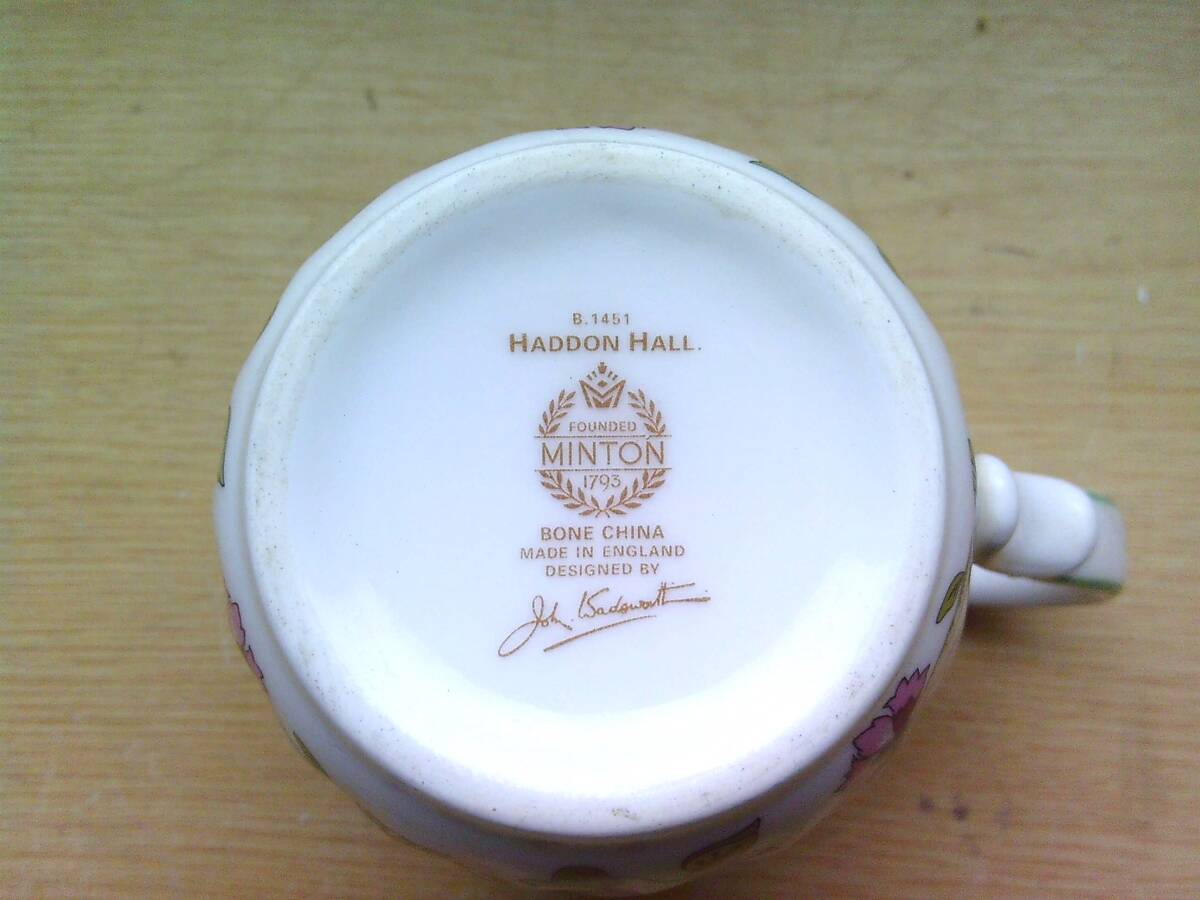 B.1451
HADDON HALL.
FOUNDED
MINTON
1793
BONE CHINA
MADE IN ENGLAND
DESIGNED BY
John Wadsworth